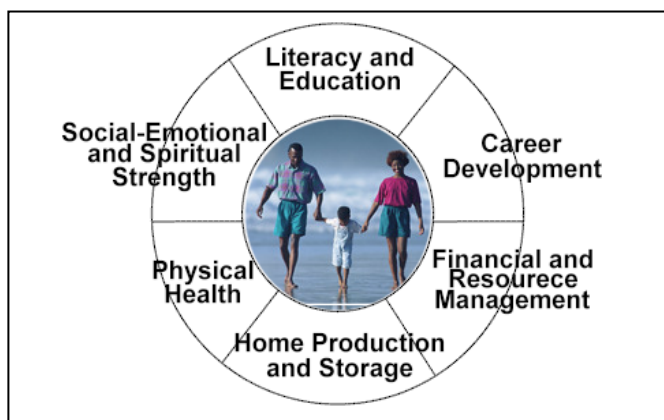 Literacy and
Education
Career
Development
Financial and
Resourece
Management
Home Production
and Storage
Physical
Health
Social-Emotional
and Spiritual
Strength